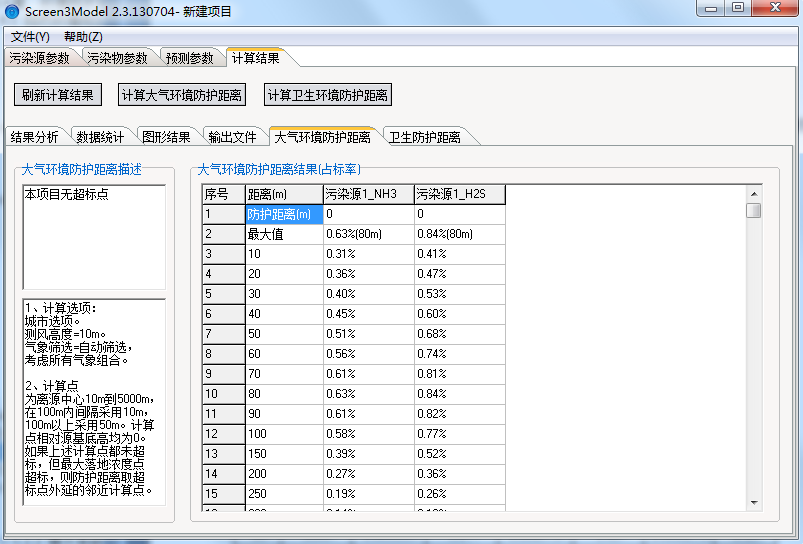 Screen3Model 2.3.130704- 新建项目
文件(Y) 帮助(Z)
污染源参数 污染物参数 预测参数 计算结果
刷新计算结果 计算大气环境防护距离 计算卫生环境防护距离
结果分析 数据统计 图形结果 输出文件 大气环境防护距离 卫生防护距离
大气环境防护距离描述
本项目无超标点
1、计算选项:
城市选项。
测风高度=10m。
气象筛选=自动筛选,
考虑所有气象组合。
2、计算点
为离源中心10m到5000m,
在100m内间隔采用10m,
100m以上采用50m。计算
点相对源基底高均为0。
如果上述计算点都未超
标，但最大落地浓度点
超标，则防护距离取超
标点外延的邻近计算点。
大气环境防护距离结果(占标率)
序号 距离(m) 污染源1_NH3 污染源1_H2S
1 防护距离(m) 0 0
2 最大值 0.63%(80m) 0.84%(80m)
3 10 0.31% 0.41%
4 20 0.36% 0.47%
5 30 0.40% 0.53%
6 40 0.45% 0.60%
7 50 0.51% 0.68%
8 60 0.56% 0.74%
9 70 0.61% 0.81%
10 80 0.63% 0.84%
11 90 0.61% 0.82%
12 100 0.58% 0.77%
13 150 0.39% 0.52%
14 200 0.27% 0.36%
15 250 0.19% 0.26%